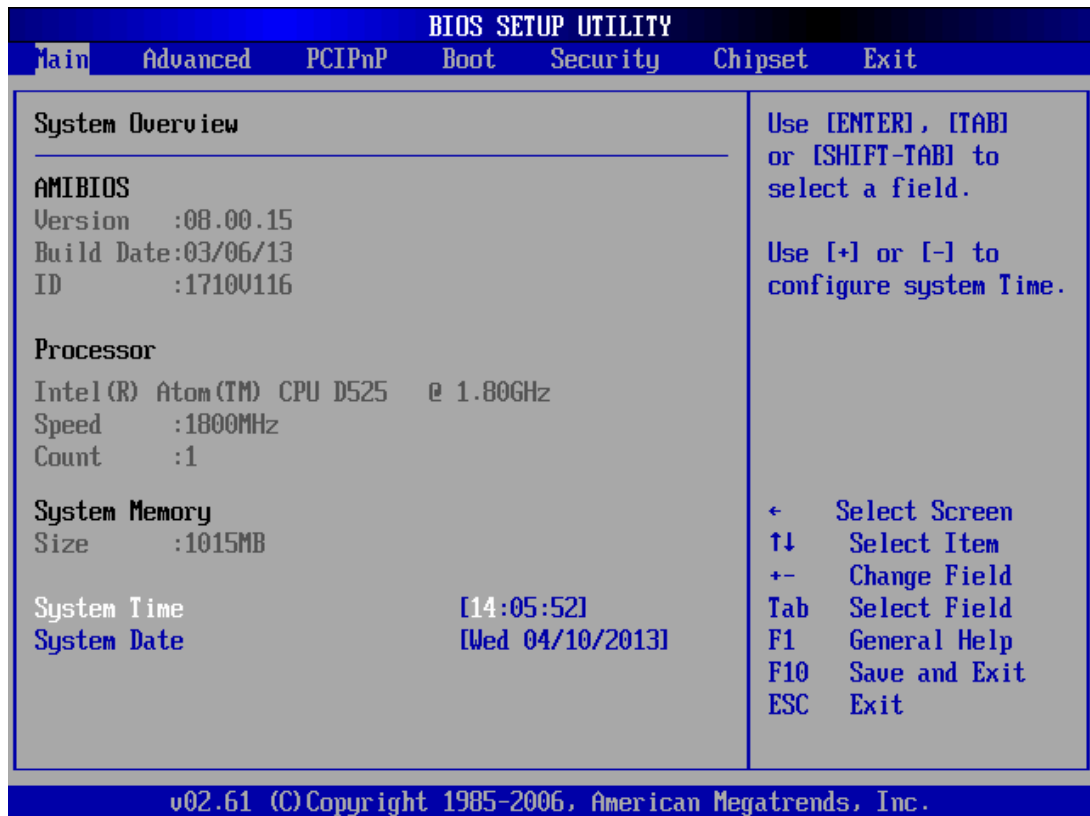 BIOS SETUP UTILITY
Main Advanced PCIPnP Boot Security Chipset Exit
System Overview
AMIBIOS
Version :08.00.15
Build Date:03/06/13
ID :1710V116
Processor
Intel(R) Atom(TM) CPU D525 @ 1.80GHz
Speed :1800MHz
Count :1
System Memory
Size :1015MB
System Time [14:05:52]
System Date [Wed 04/10/2013]
Use [ENTER], [TAB]
or [SHIFT-TAB] to
select a field.
Use [+] or [-] to
configure system Time.
← Select Screen
↑↓ Select Item
+- Change Field
Tab Select Field
F1 General Help
F10 Save and Exit
ESC Exit
v02.61 (C)Copyright 1985-2006, American Megatrends, Inc.